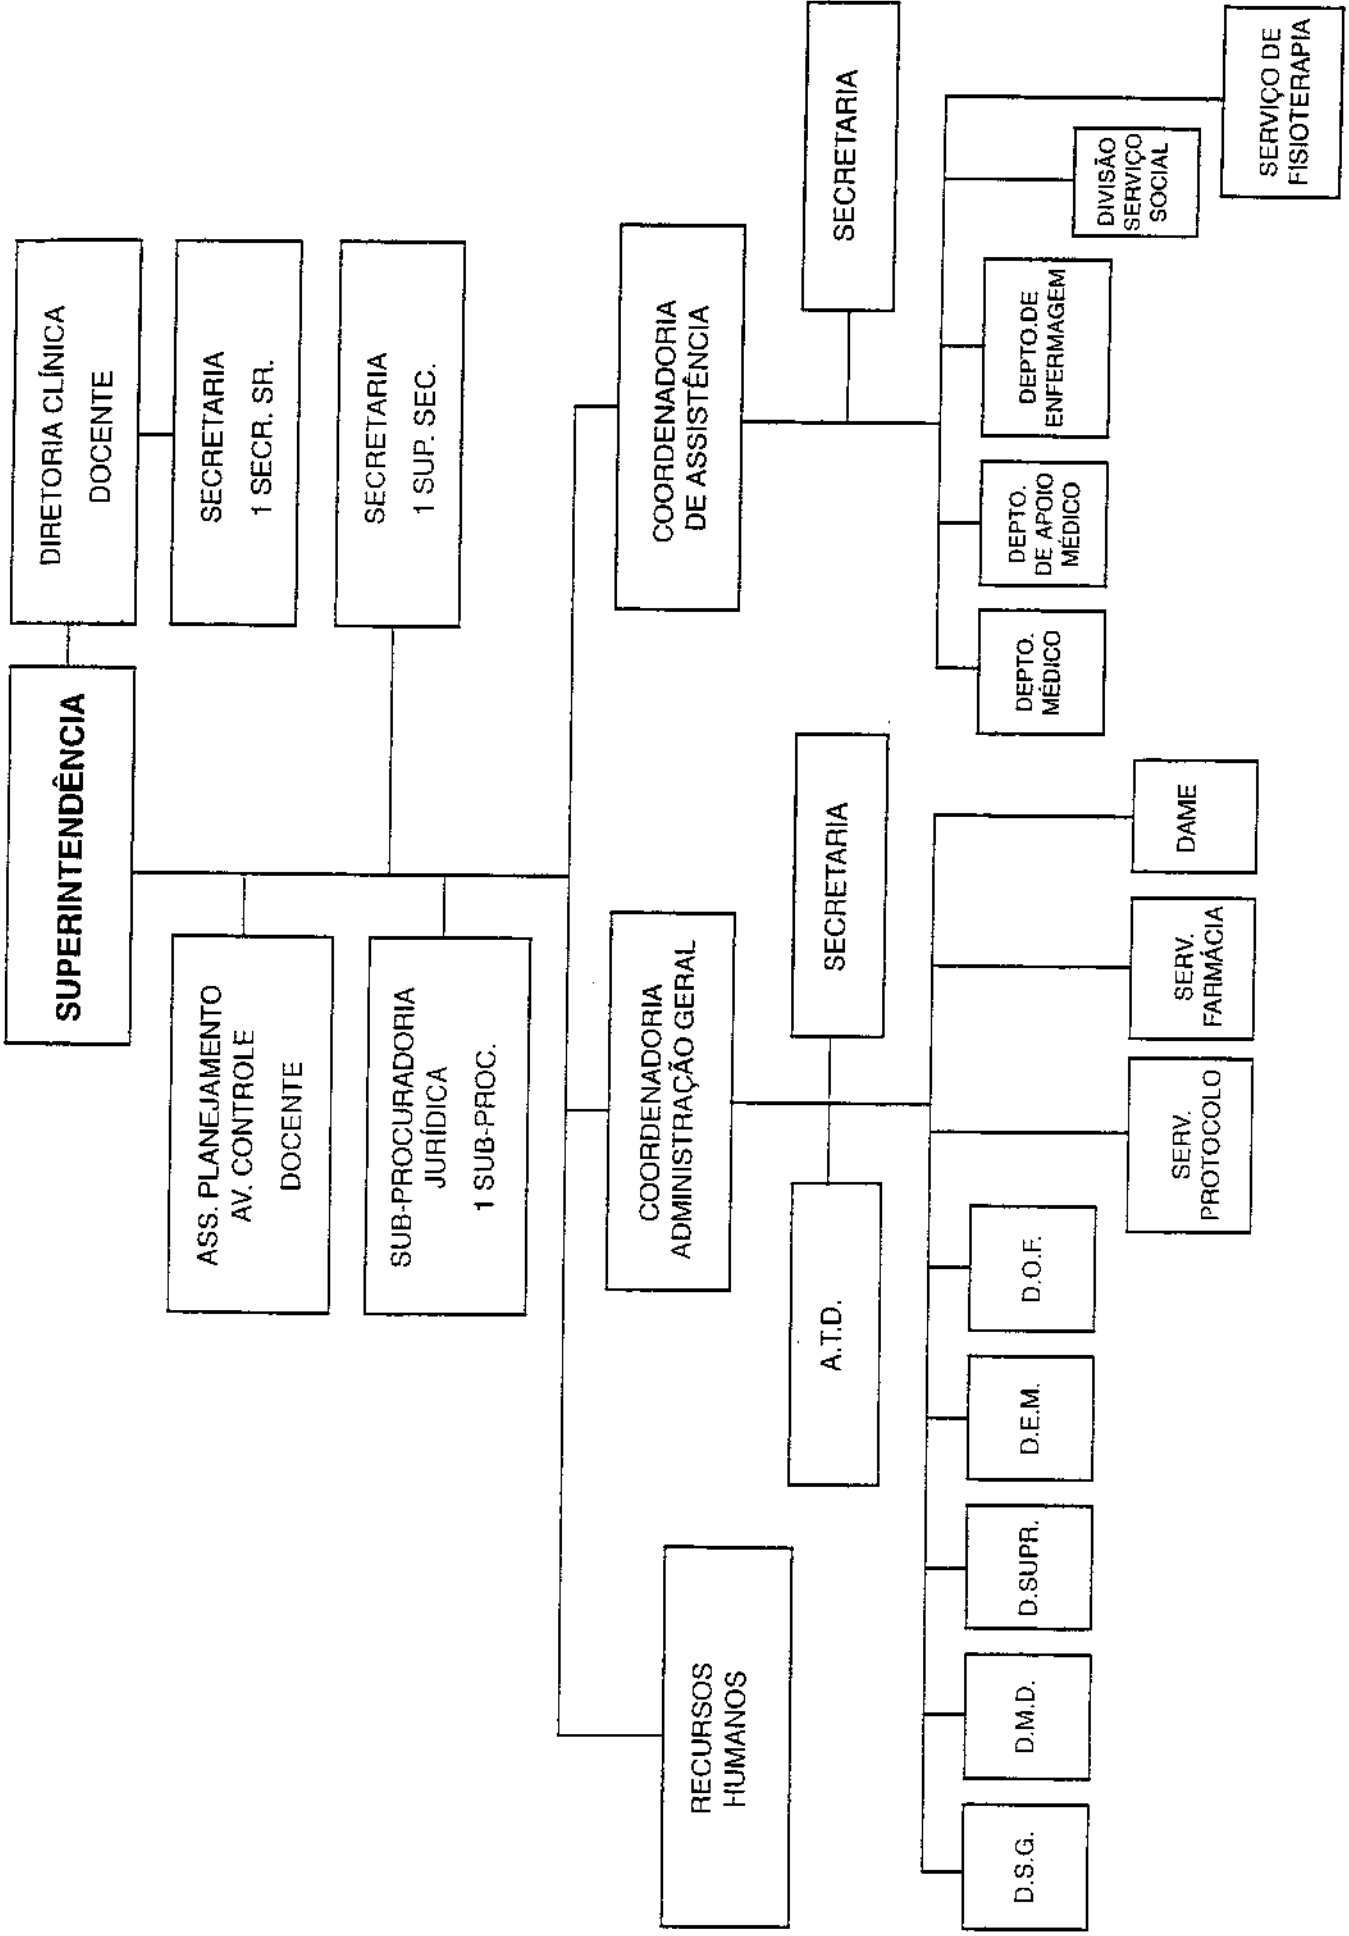 SUPERINTENDÊNCIA
DIRETORIA CLÍNICA
DOCENTE
SECRETARIA
1 SECR. SR.
ASS. PLANEJAMENTO
AV. CONTROLE
DOCENTE
SECRETARIA
1 SUP. SEC.
SUB-PROCURADORIA
JURÍDICA
1 SUB-PROC.
RECURSOS
HUMANOS
COORDENADORIA
ADMINISTRAÇÃO GERAL
COORDENADORIA
DE ASSISTÊNCIA
A.T.D.
SECRETARIA
SECRETARIA
D.S.G.
D.M.D.
D.SUPR.
D.E.M.
D.O.F.
SERV.
PROTOCOLO
SERV.
FARMÁCIA
DAME
DEPTO.
MÉDICO
DEPTO.
DE APOIO
MÉDICO
DEPTO.DE
ENFERMAGEM
DIVISÃO
SERVIÇO
SOCIAL
SERVIÇO DE
FISIOTERAPIA